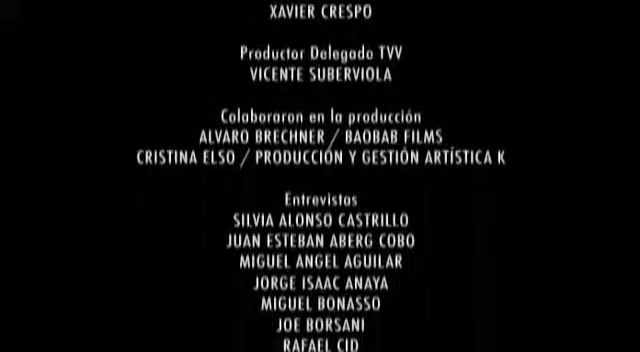 XAVIER CRESPO
Productor Delegado TVV
VICENTE SUBERVIOLA
Colaboraron en la producción
ALVARO BRECHNER / BAOBAB FILMS
CRISTINA ELSO / PRODUCCIÓN Y GESTIÓN ARTÍSTICA K
Entrevistas
SILVIA ALONSO CASTRILLO
JUAN ESTEBAN ABERG COBO
MIGUEL ANGEL AGUILAR
JORGE ISAAC ANAYA
MIGUEL BONASSO
JOE BORSANI
RAFAEL CID